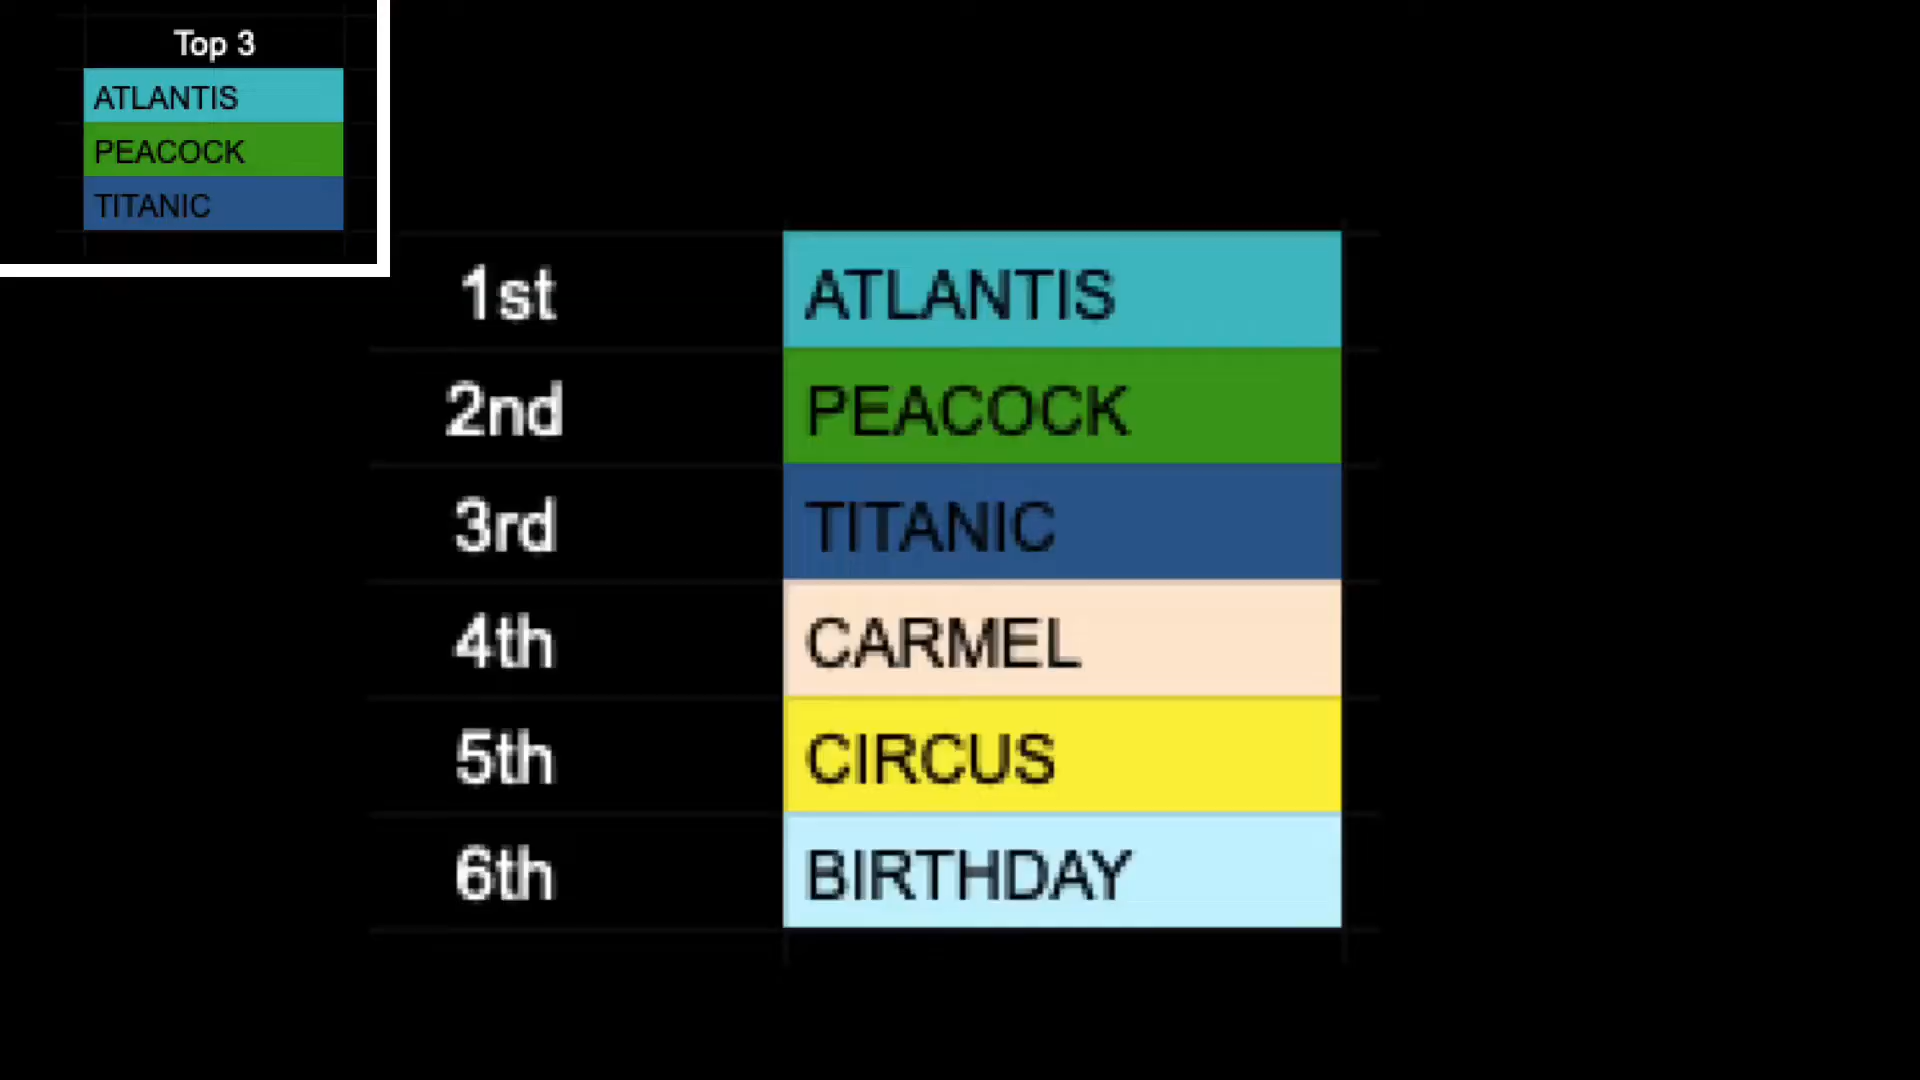 Top 3
ATLANTIS
PEACOCK
TITANIC
1st ATLANTIS
2nd PEACOCK
3rd TITANIC
4th CARMEL
5th CIRCUS
6th BIRTHDAY